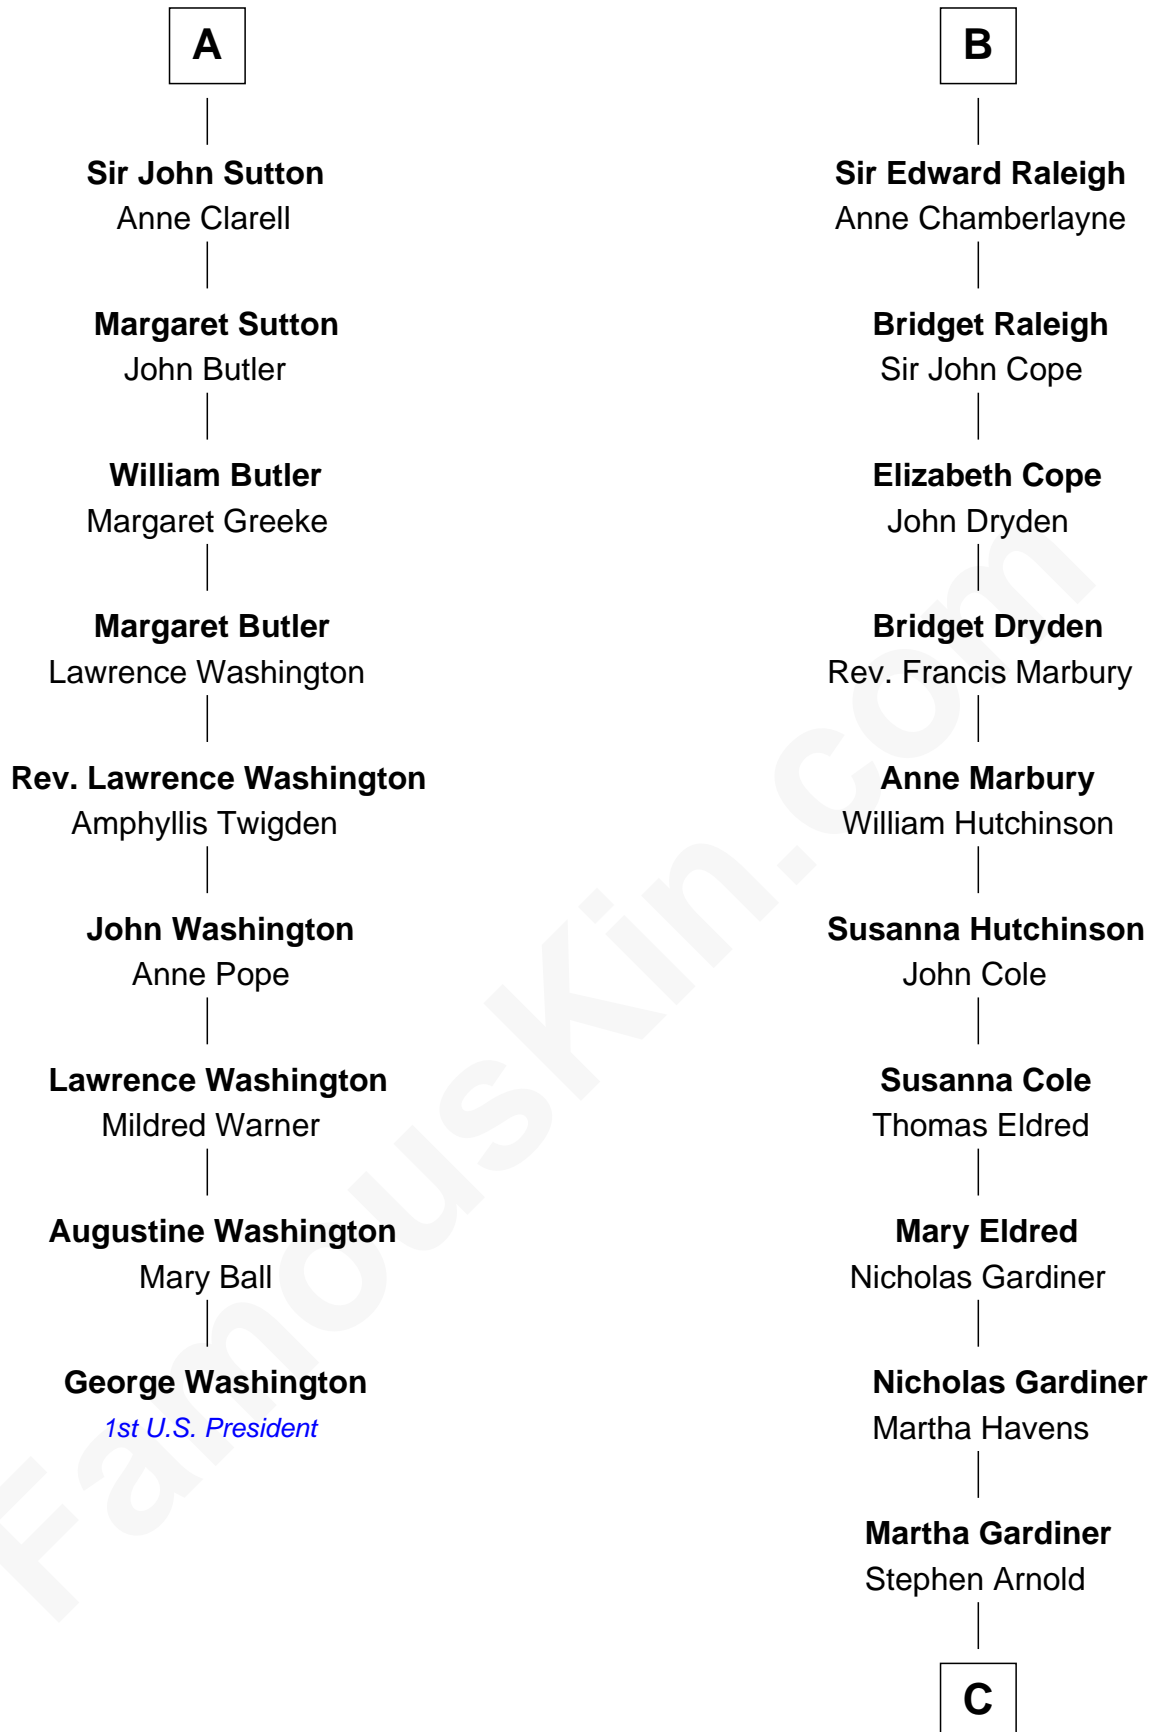 A
Sir John Sutton
Anne Clarell
Margaret Sutton
John Butler
William Butler
Margaret Greeke
Margaret Butler
Lawrence Washington
Rev. Lawrence Washington
Amphyllis Twigden
John Washington
Anne Pope
Lawrence Washington
Mildred Warner
Augustine Washington
Mary Ball
George Washington
1st U.S. President
B
Sir Edward Raleigh
Anne Chamberlayne
Bridget Raleigh
Sir John Cope
Elizabeth Cope
John Dryden
Bridget Dryden
Rev. Francis Marbury
Anne Marbury
William Hutchinson
Susanna Hutchinson
John Cole
Susanna Cole
Thomas Eldred
Mary Eldred
Nicholas Gardiner
Nicholas Gardiner
Martha Havens
Martha Gardiner
Stephen Arnold
C
FamousKin.com